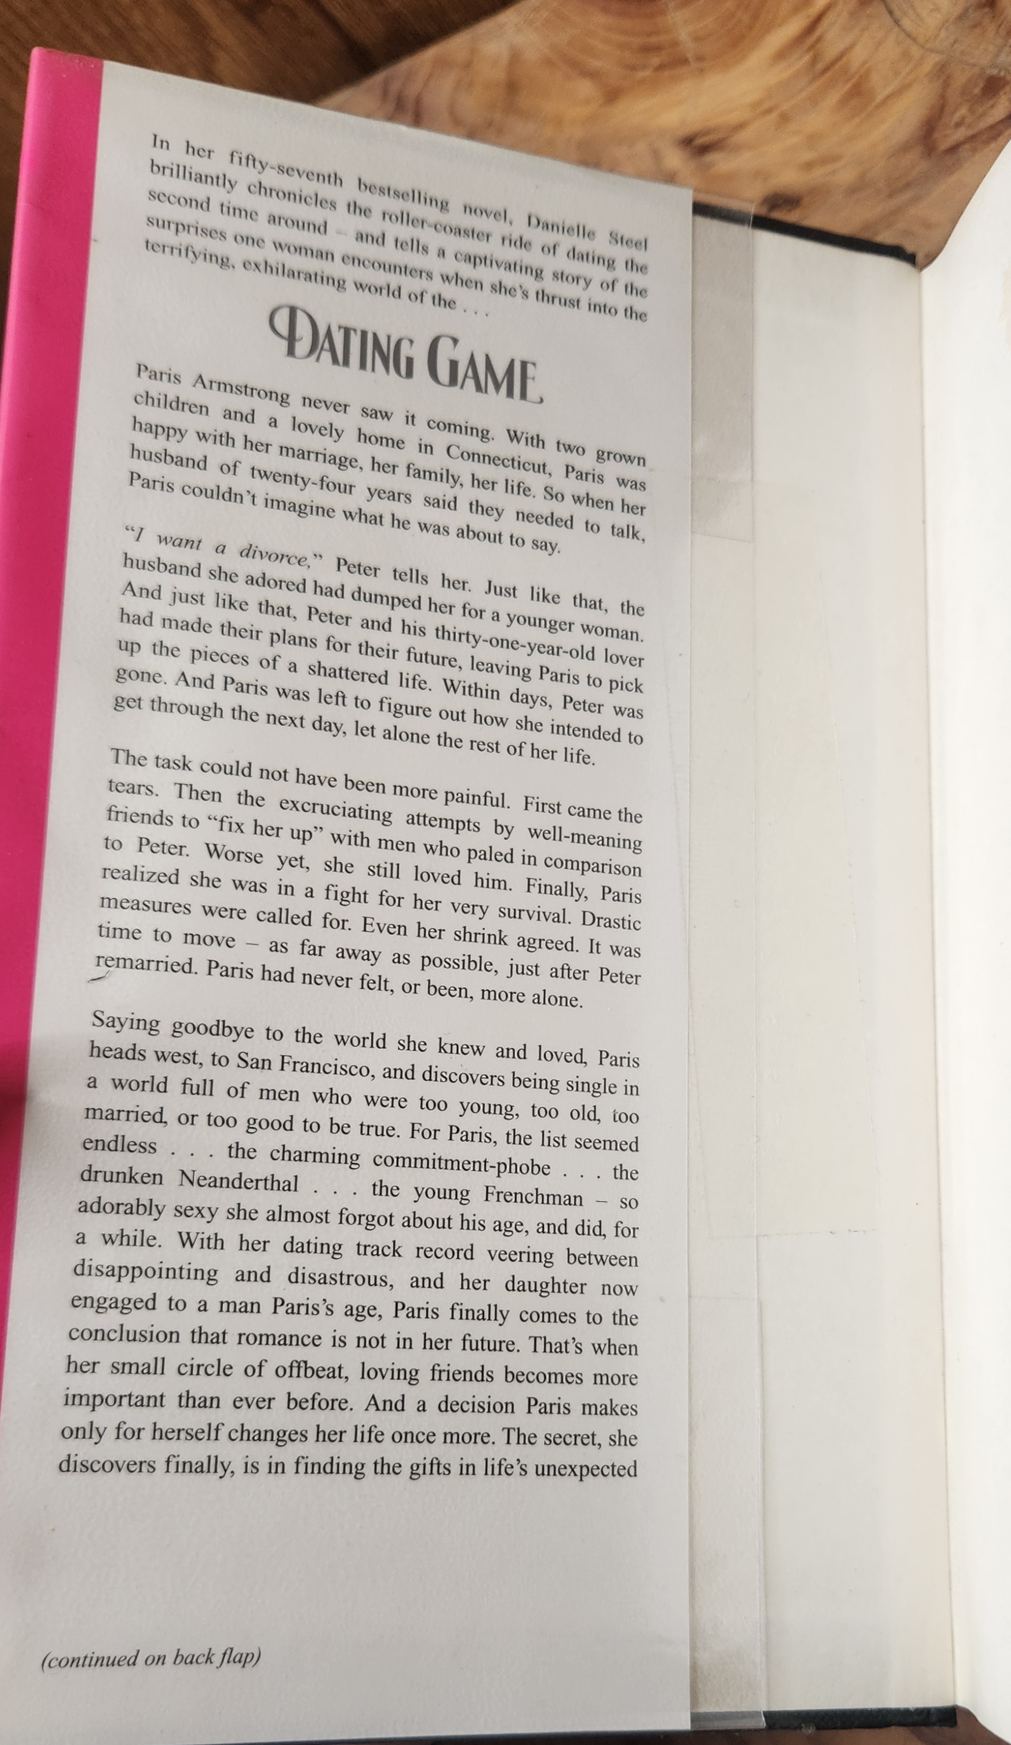 In her fifty-seventh bestselling novel, Danielle Steel
brilliantly chronicles the roller-coaster ride of dating the
second time around – and tells a captivating story of the
surprises one woman encounters when she's thrust into the
terrifying, exhilarating world of the . . .
DATING GAME
Paris Armstrong never saw it coming. With two grown
children and a lovely home in Connecticut, Paris was
happy with her marriage, her family, her life. So when her
husband of twenty-four years said they needed to talk,
Paris couldn't imagine what he was about to say.
“I want a divorce,” Peter tells her. Just like that, the
husband she adored had dumped her for a younger woman.
And just like that, Peter and his thirty-one-year-old lover
had made their plans for their future, leaving Paris to pick
up the pieces of a shattered life. Within days, Peter was
gone. And Paris was left to figure out how she intended to
get through the next day, let alone the rest of her life.
The task could not have been more painful. First came the
tears. Then the excruciating attempts by well-meaning
friends to “fix her up” with men who paled in comparison
to Peter. Worse yet, she still loved him. Finally, Paris
realized she was in a fight for her very survival. Drastic
measures were called for. Even her shrink agreed. It was
time to move – as far away as possible, just after Peter
remarried. Paris had never felt, or been, more alone.
Saying goodbye to the world she knew and loved, Paris
heads west, to San Francisco, and discovers being single in
a world full of men who were too young, too old, too
married, or too good to be true. For Paris, the list seemed
endless . . . the charming commitment-phobe . . . the
drunken Neanderthal . . . the young Frenchman – so
adorably sexy she almost forgot about his age, and did, for
a while. With her dating track record veering between
disappointing and disastrous, and her daughter now
engaged to a man Paris's age, Paris finally comes to the
conclusion that romance is not in her future. That's when
her small circle of offbeat, loving friends becomes more
important than ever before. And a decision Paris makes
only for herself changes her life once more. The secret, she
discovers finally, is in finding the gifts in life's unexpected
(continued on back flap)